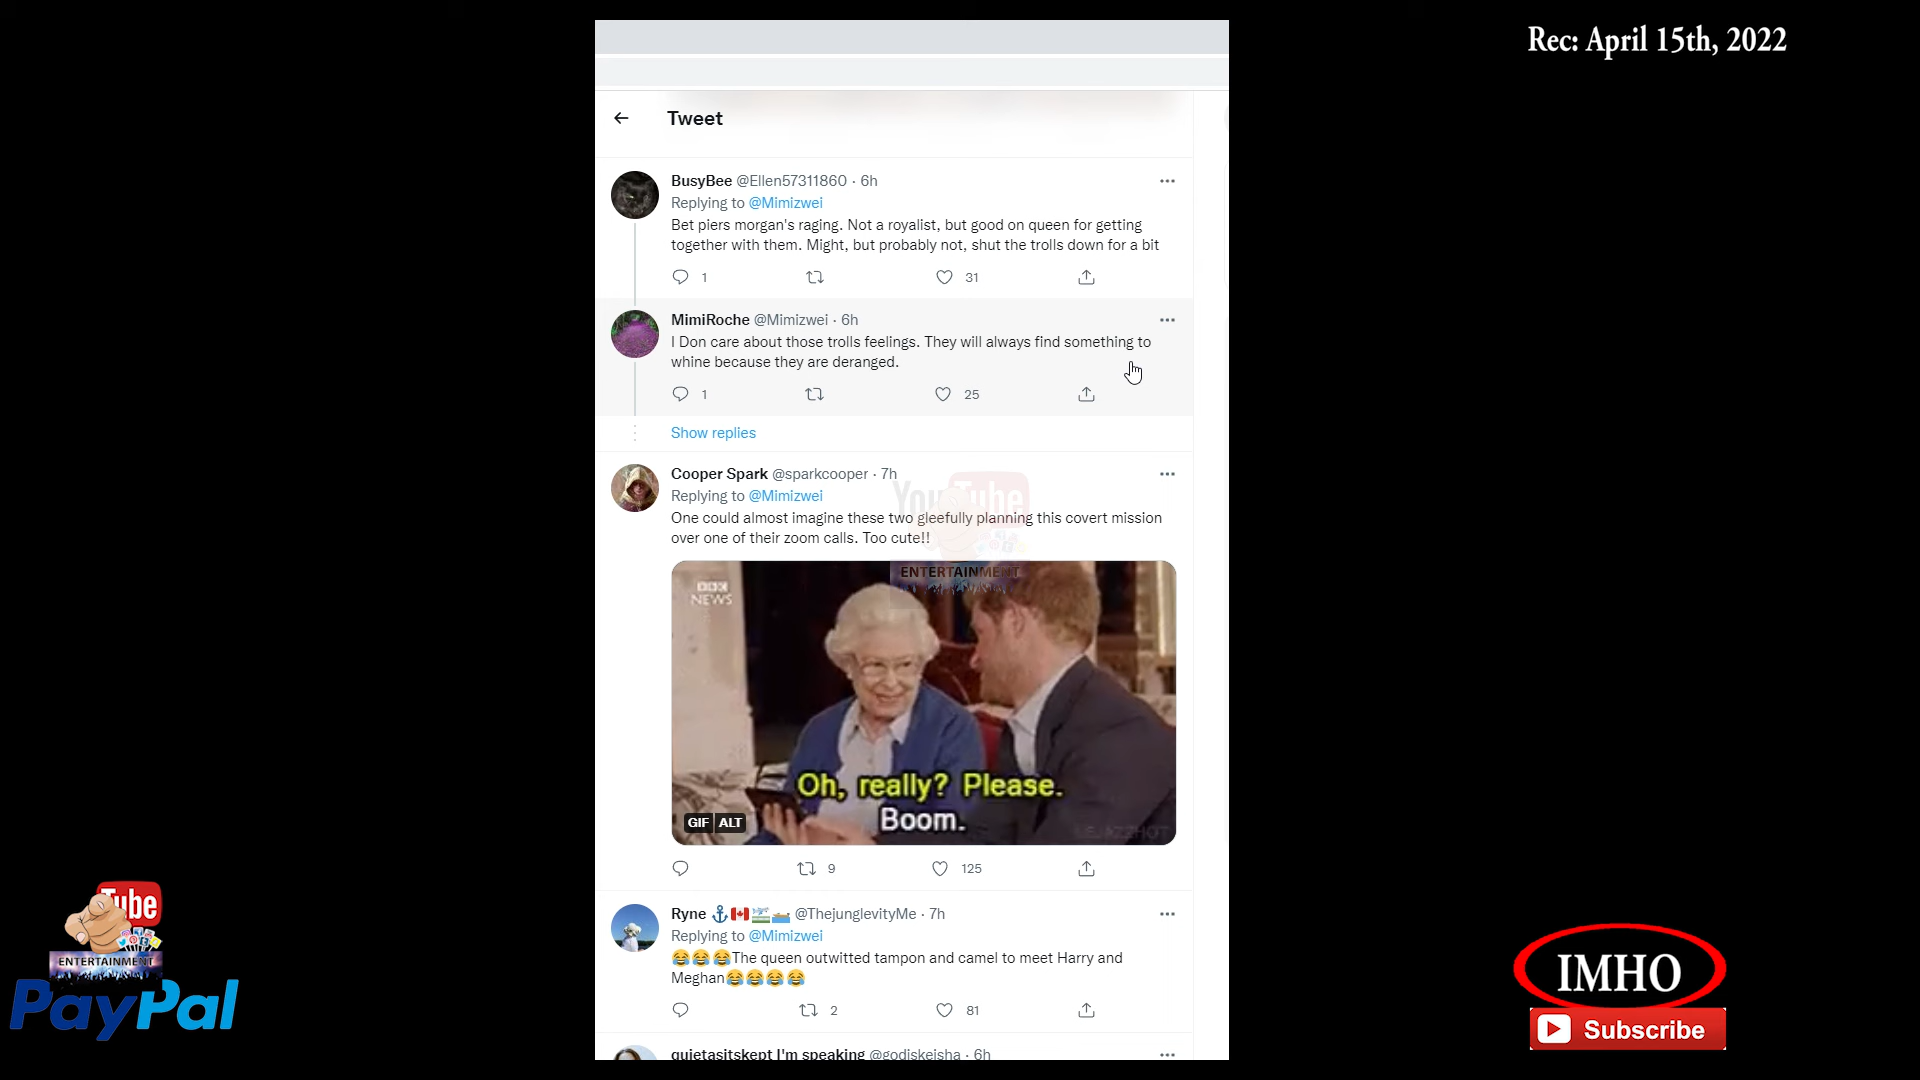 Rec: April 15th, 2022
Tweet
BusyBee @Ellen57311860 · 6h
Replying to @Mimizwei
Bet piers morgan's raging. Not a royalist, but good on queen for getting
together with them. Might, but probably not, shut the trolls down for a bit
1 31
MimiRoche @Mimizwei · 6h
I Don care about those trolls feelings. They will always find something to
whine because they are deranged.
1 25
Show replies
Cooper Spark @sparkcooper · 7h
Replying to @Mimizwei
One could almost imagine these two gleefully planning this covert mission
over one of their zoom calls. Too cute!!
YouTube
ENTERTAINMENT
BBC
NEWS
Oh, really? Please.
Boom.
GIF ALT
9 125
Ryne ⚓🇨🇦 @ThejunglevityMe · 7h
Replying to @Mimizwei
😂😂😂The queen outwitted tampon and camel to meet Harry and
Meghan😂😂😂😂
2 81
quietasitskept I'm speaking @godiskeisha · 6h
Tube
ENTERTAINMENT
PayPal
IMHO
Subscribe